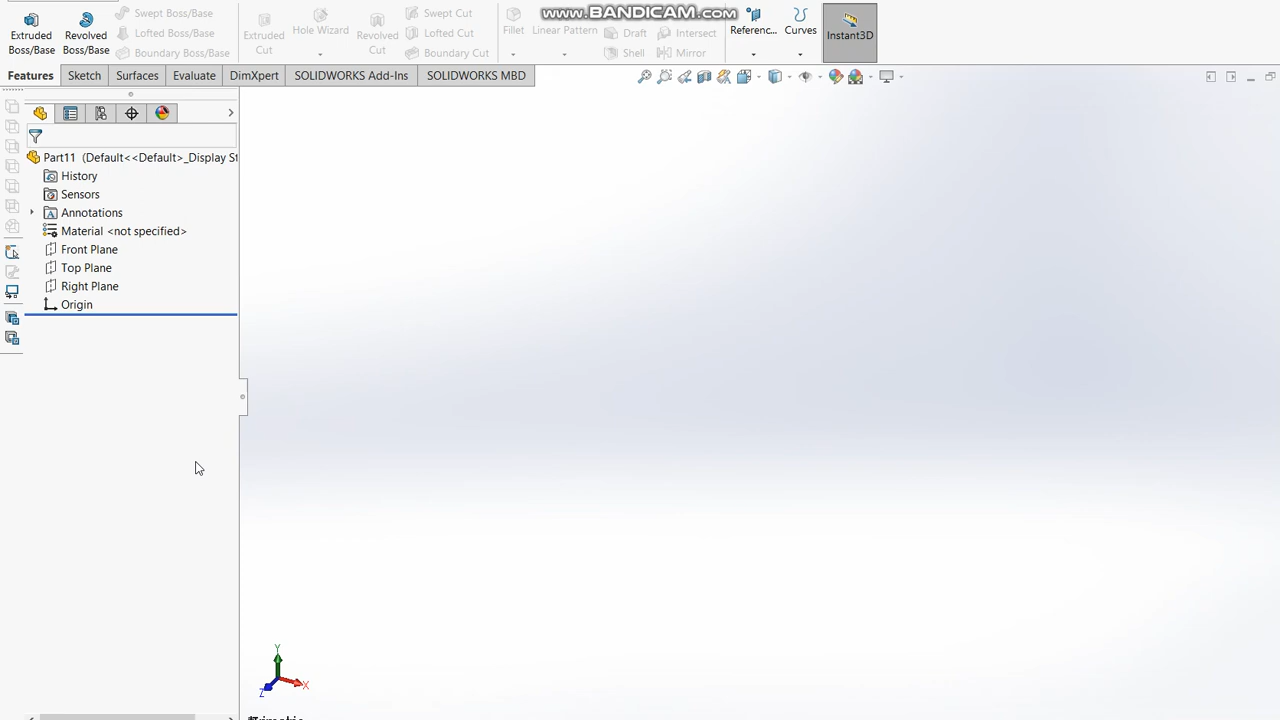 www.BANDICAM.com
Extruded Boss/Base
Revolved Boss/Base
Swept Boss/Base
Lofted Boss/Base
Boundary Boss/Base
Extruded Cut
Hole Wizard
Revolved Cut
Swept Cut
Lofted Cut
Boundary Cut
Fillet
Linear Pattern
Draft
Shell
Intersect
Mirror
Referenc...
Curves
Instant3D
Features Sketch Surfaces Evaluate DimXpert SOLIDWORKS Add-Ins SOLIDWORKS MBD
Part11 (Default<<Default>_Display St
History
Sensors
Annotations
Material <not specified>
Front Plane
Top Plane
Right Plane
Origin
Y
X
Z